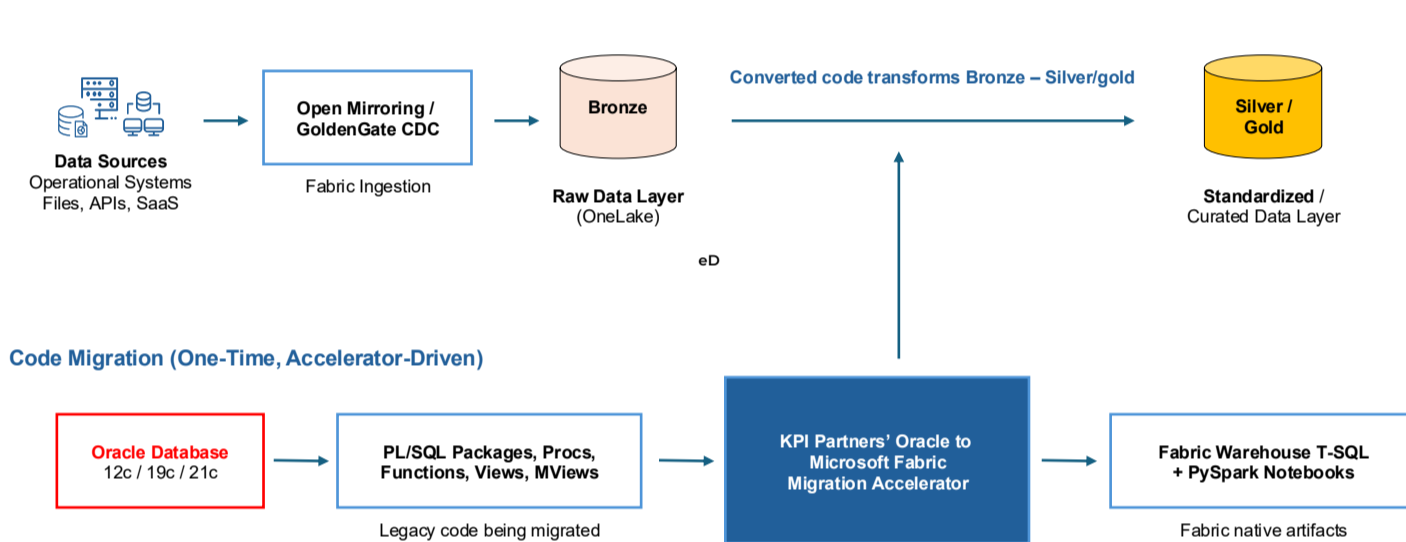 Converted code transforms Bronze – Silver/gold
Open Mirroring /
GoldenGate CDC
Bronze
Silver /
Gold
Data Sources
Operational Systems
Files, APIs, SaaS
Fabric Ingestion
Raw Data Layer
(OneLake)
Standardized /
Curated Data Layer
eD
Code Migration (One-Time, Accelerator-Driven)
Oracle Database
12c / 19c / 21c
PL/SQL Packages, Procs,
Functions, Views, MViews
Legacy code being migrated
KPI Partners’ Oracle to
Microsoft Fabric
Migration Accelerator
Fabric Warehouse T-SQL
+ PySpark Notebooks
Fabric native artifacts